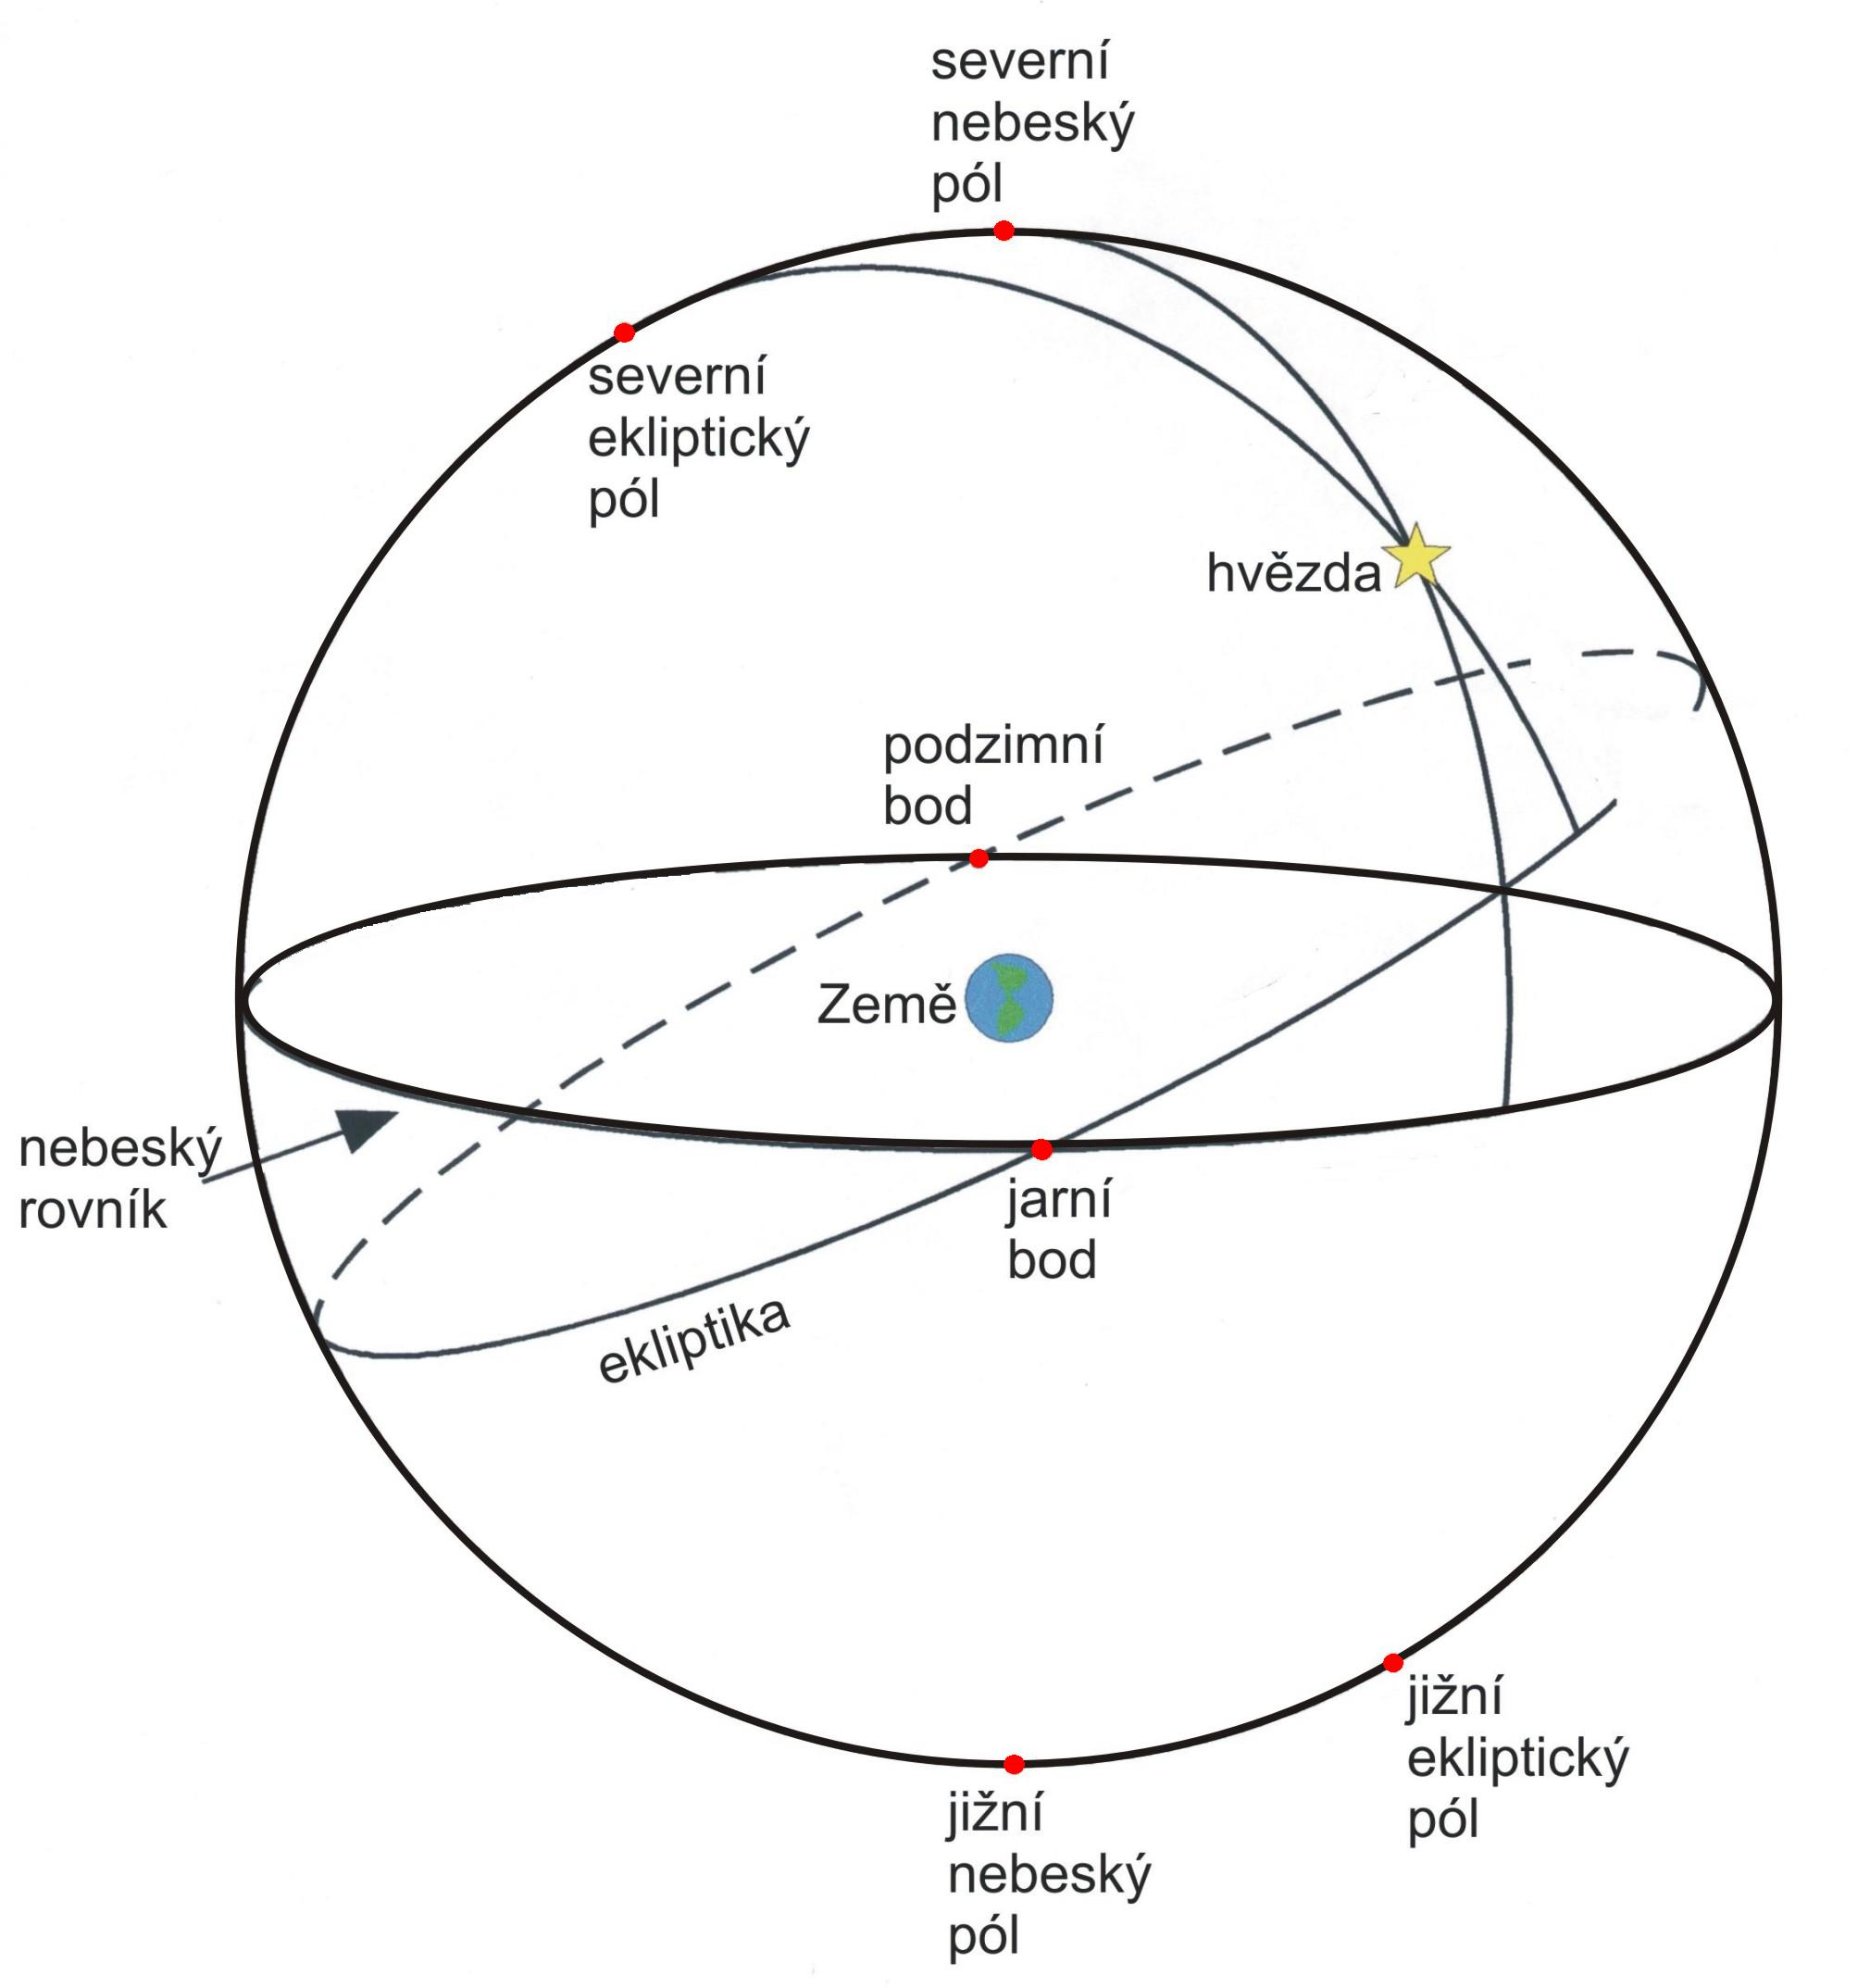 severní
nebeský
pól
severní
ekliptický
pól
hvězda
podzimní
bod
Země
nebeský
rovník
jarní
bod
ekliptika
jižní
ekliptický
pól
jižní
nebeský
pól